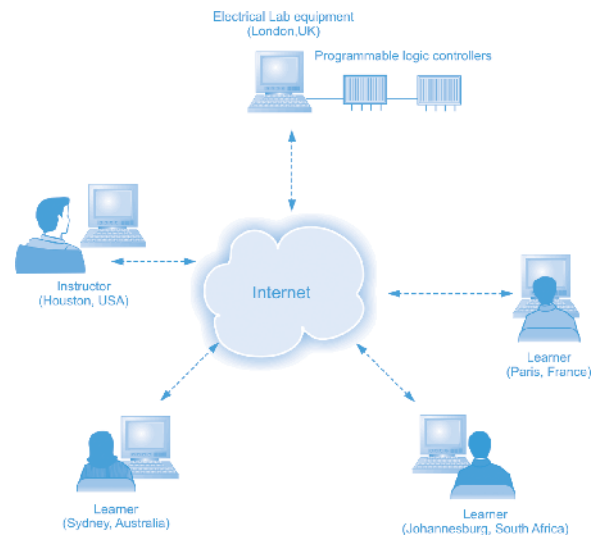 Electrical Lab equipment
(London,UK)
Programmable logic controllers
Internet
Instructor
(Houston, USA)
Learner
(Paris, France)
Learner
(Sydney, Australia)
Learner
(Johannesburg, South Africa)